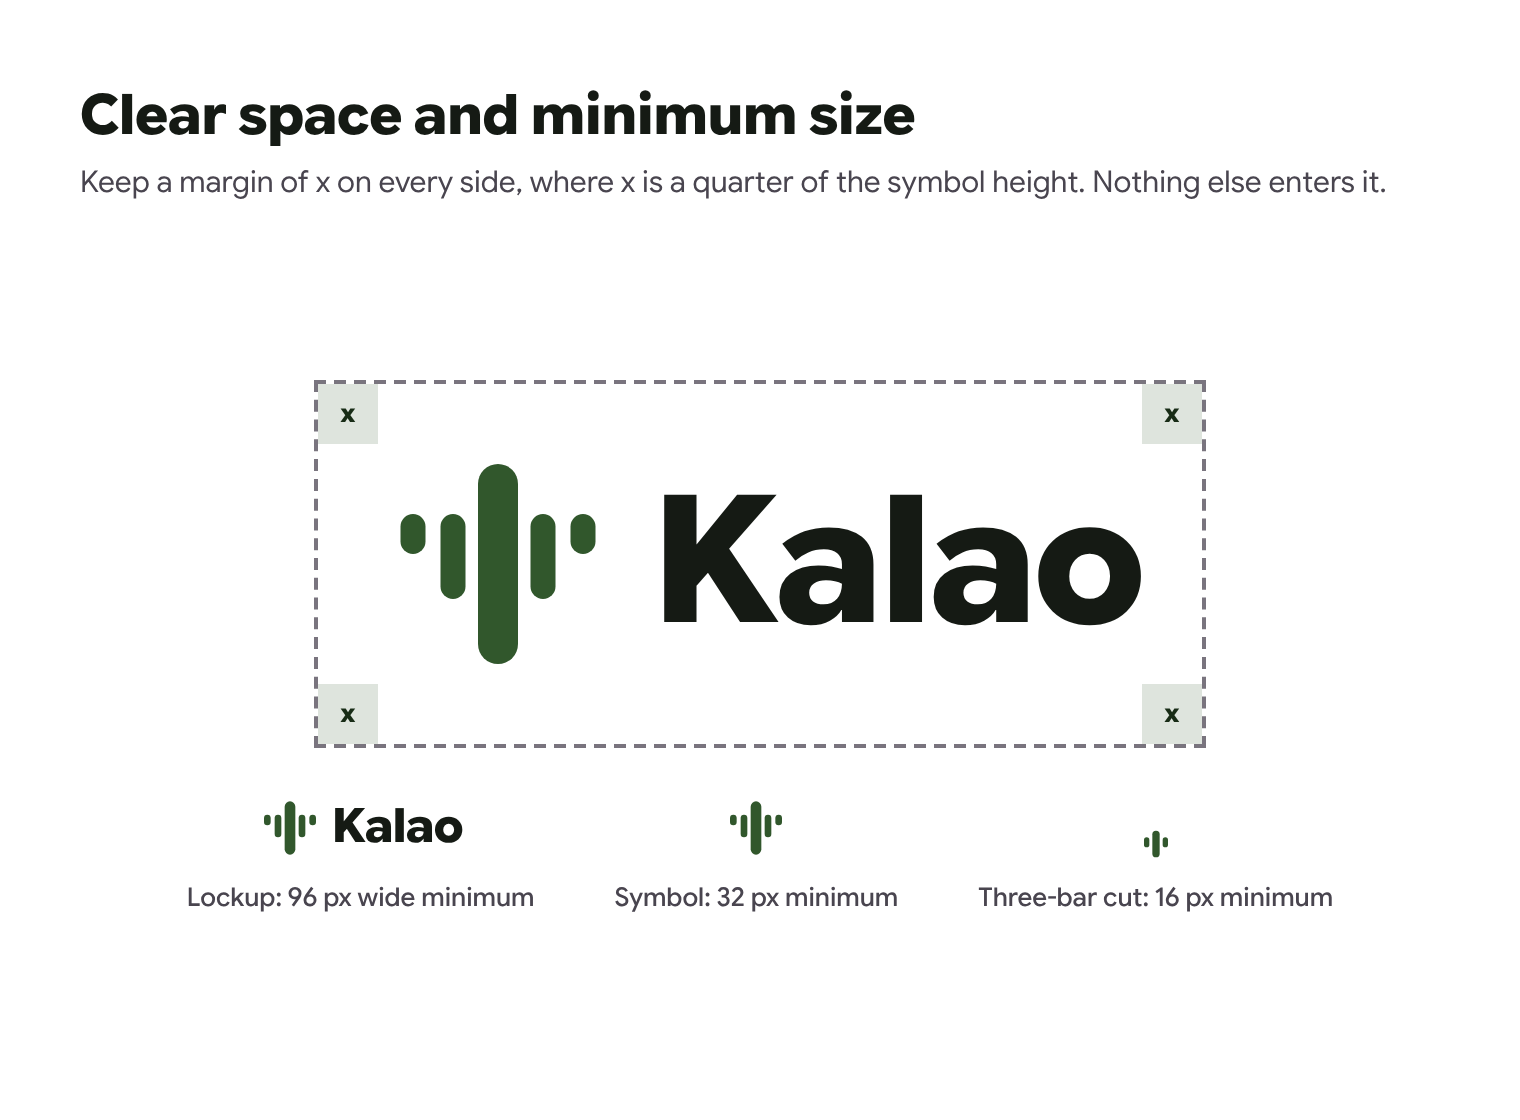 Clear space and minimum size
Keep a margin of x on every side, where x is a quarter of the symbol height. Nothing else enters it.
x
x
Kalao
x
x
Kalao
Lockup: 96 px wide minimum
Symbol: 32 px minimum
Three-bar cut: 16 px minimum